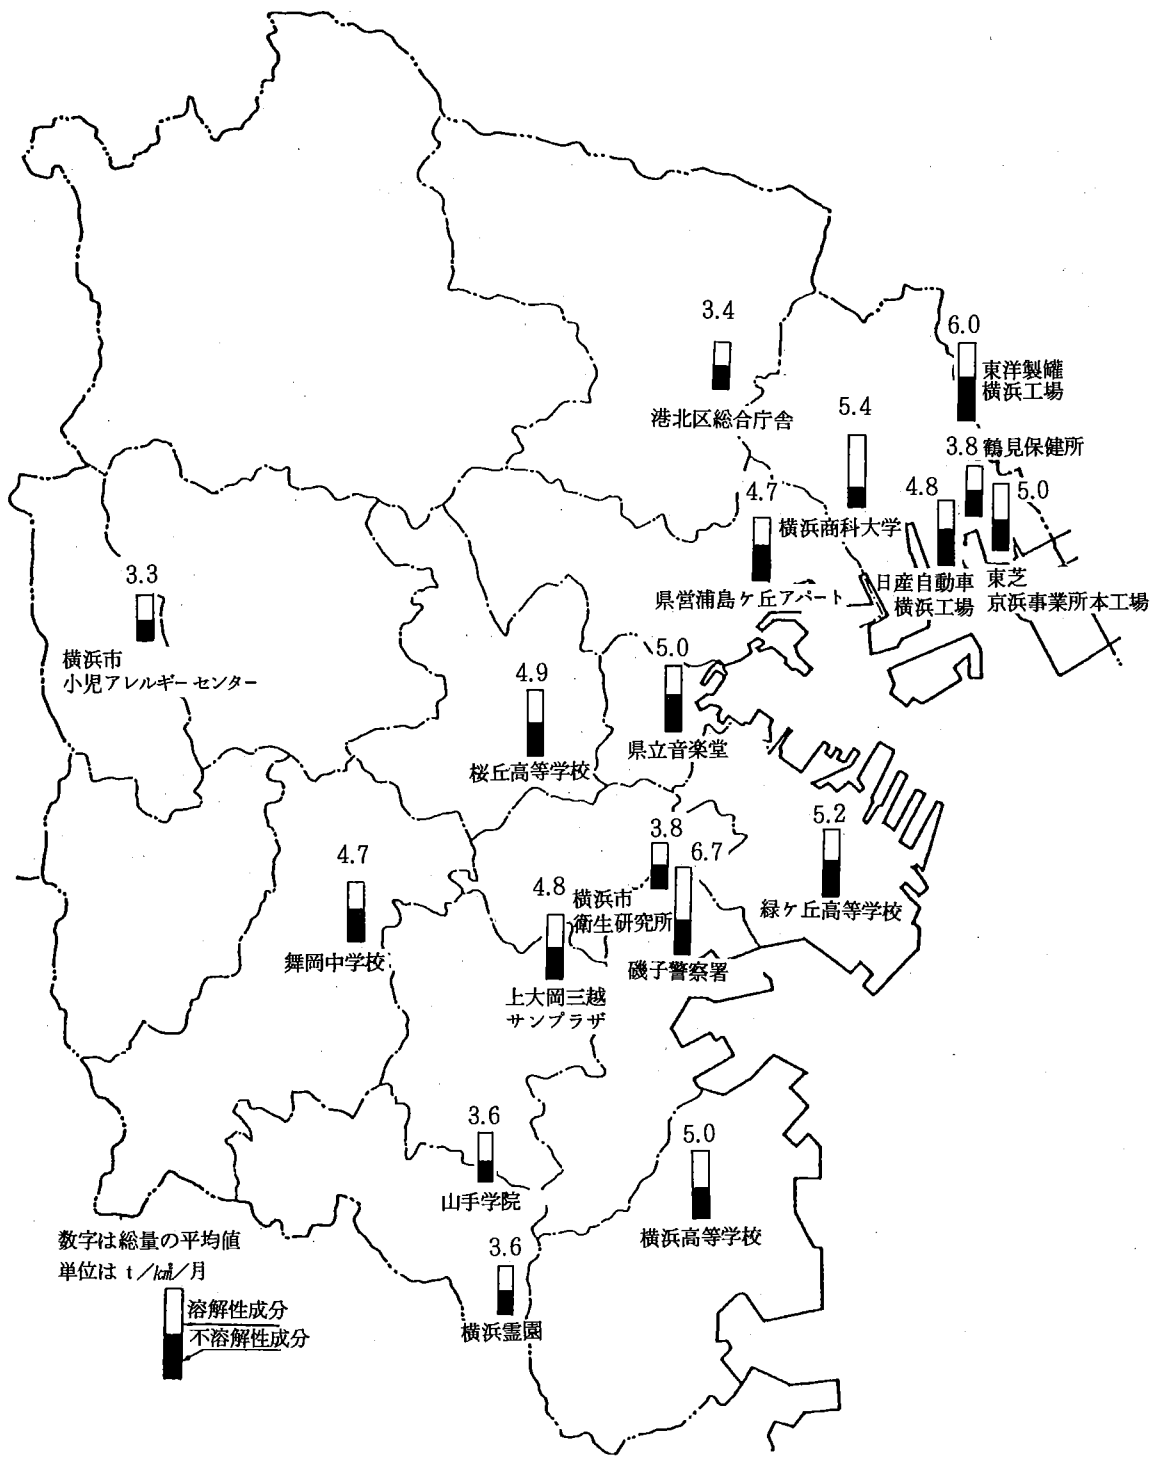 3.4
港北区総合庁舎
6.0
東洋製罐
横浜工場
5.4
横浜商科大学
3.8
鶴見保健所
4.8
日産自動車
横浜工場
5.0
東芝
京浜事業所本工場
4.7
県営浦島ケ丘アパート
3.3
横浜市
小児アレルギーセンター
4.9
桜丘高等学校
5.0
県立音楽堂
5.2
緑ケ丘高等学校
3.8
横浜市
衛生研究所
6.7
磯子警察署
4.7
舞岡中学校
4.8
上大岡三越
サンプラザ
3.6
山手学院
5.0
横浜高等学校
3.6
横浜霊園
数字は総量の平均値
単位は t/㎢/月
溶解性成分
不溶解性成分